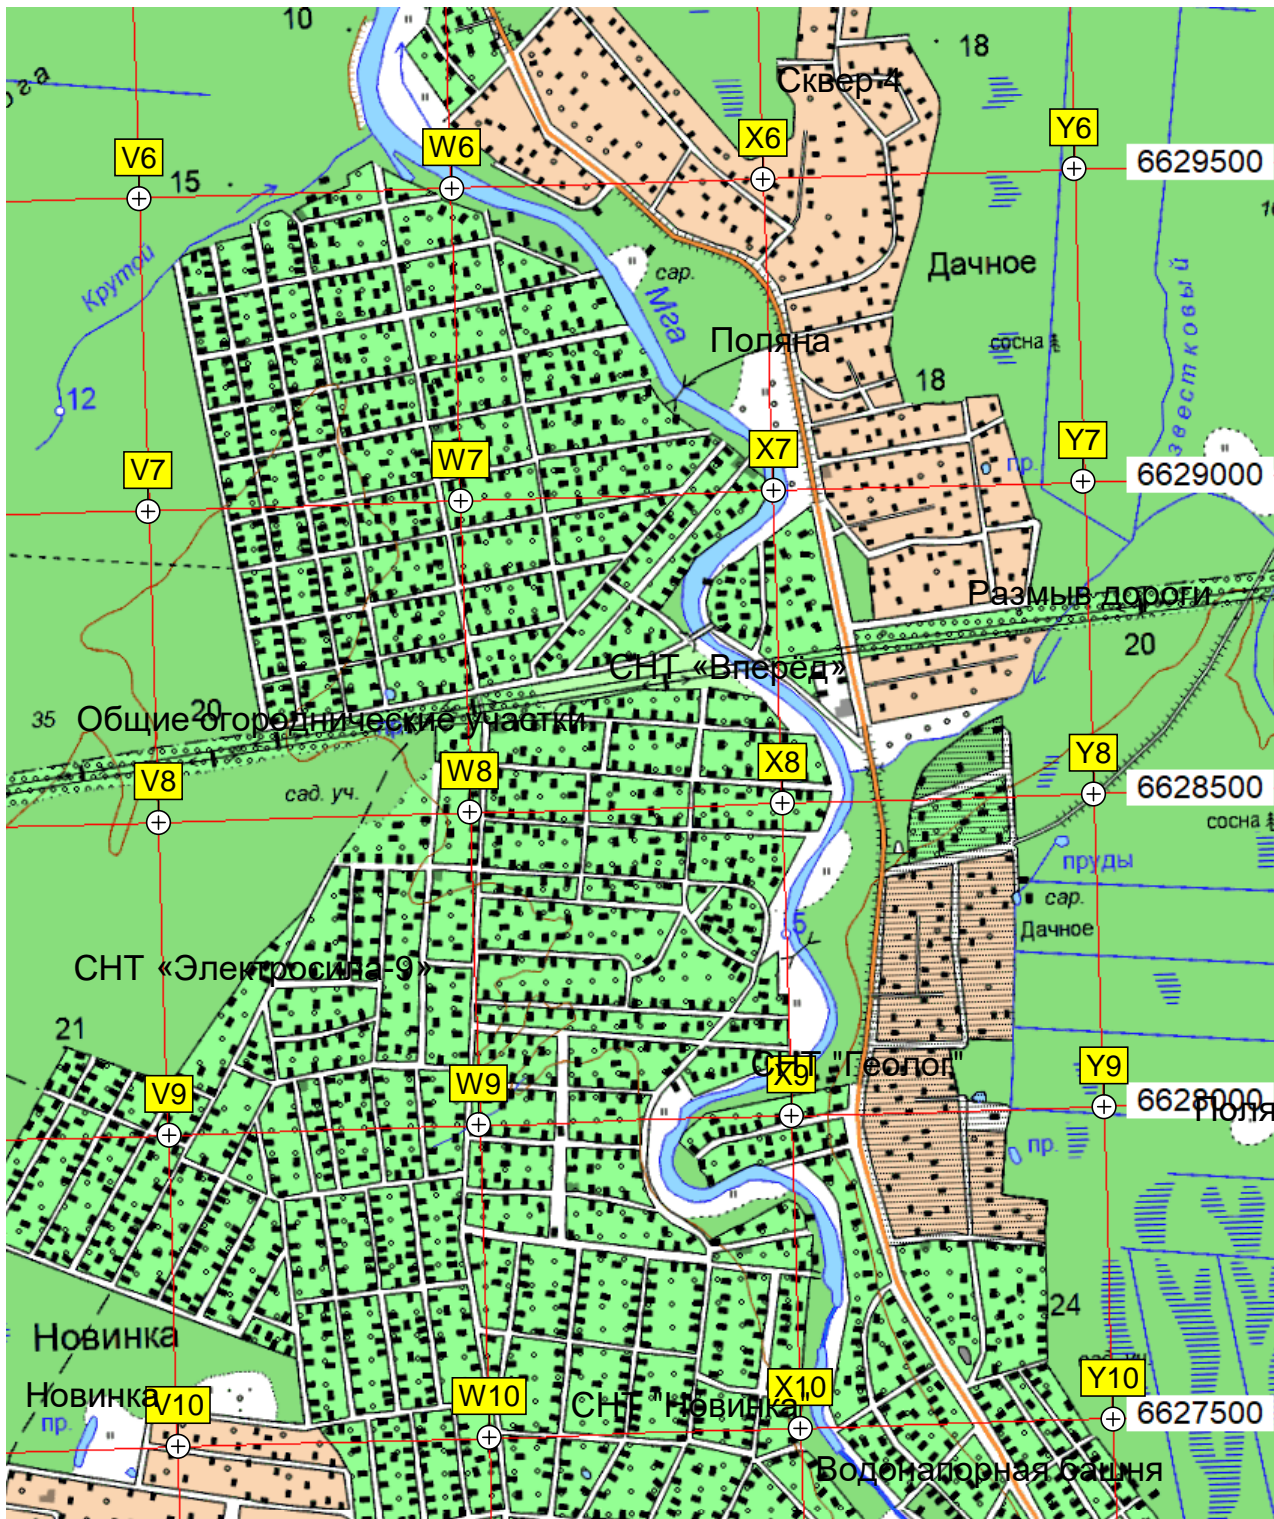 10
18
Сквер 4
Y6
X6
W6
V6
6629500
15
Дачное
сар.
Крутой
Мга
Поляна
сосна
18
12
Y7
X7
W7
V7
пр.
6629000
Размыв дороги
20
СНТ «Вперёд»
35
20
Общие огороднические участки
Y8
X8
W8
V8
6628500
сад. уч.
сосна
пруды
сар.
5
Дачное
СНТ «Электросила-9»
21
СНТ "Геолог"
Y9
X9
W9
V9
6628000
Поля
пр.
24
Новинка
Новинка
пр.
Y10
X10
W10
V10
СНТ "Новинка"
6627500
Водонапорная башня